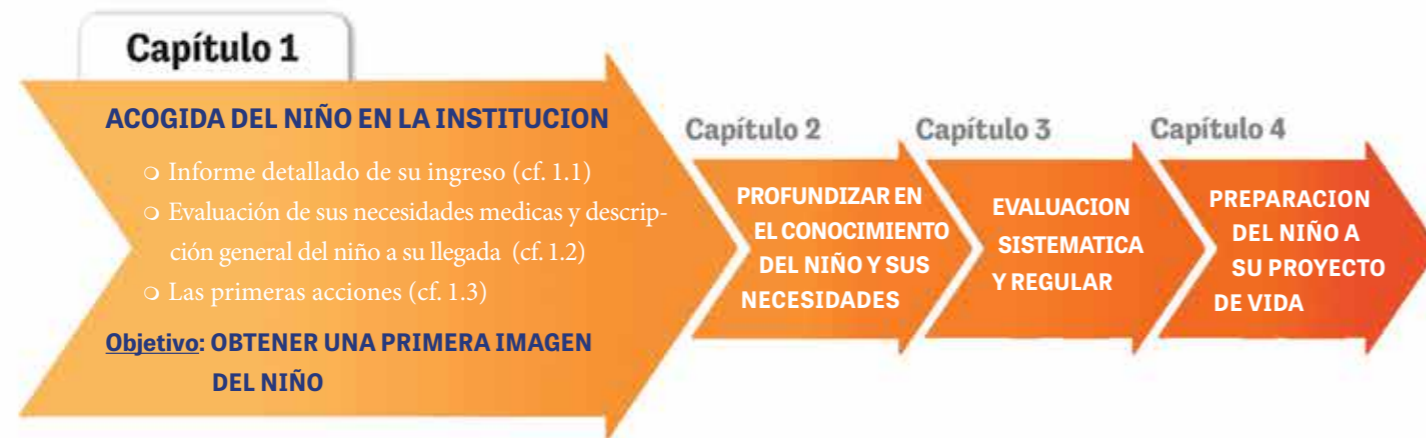 Capítulo 1
ACOGIDA DEL NIÑO EN LA INSTITUCION
○ Informe detallado de su ingreso (cf. 1.1)
○ Evaluación de sus necesidades medicas y descrip-
ción general del niño a su llegada (cf. 1.2)
○ Las primeras acciones (cf. 1.3)
Objetivo: OBTENER UNA PRIMERA IMAGEN
DEL NIÑO
Capítulo 2
PROFUNDIZAR EN
EL CONOCIMIENTO
DEL NIÑO Y SUS
NECESIDADES
Capítulo 3
EVALUACION
SISTEMATICA
Y REGULAR
Capítulo 4
PREPARACION
DEL NIÑO A
SU PROYECTO
DE VIDA